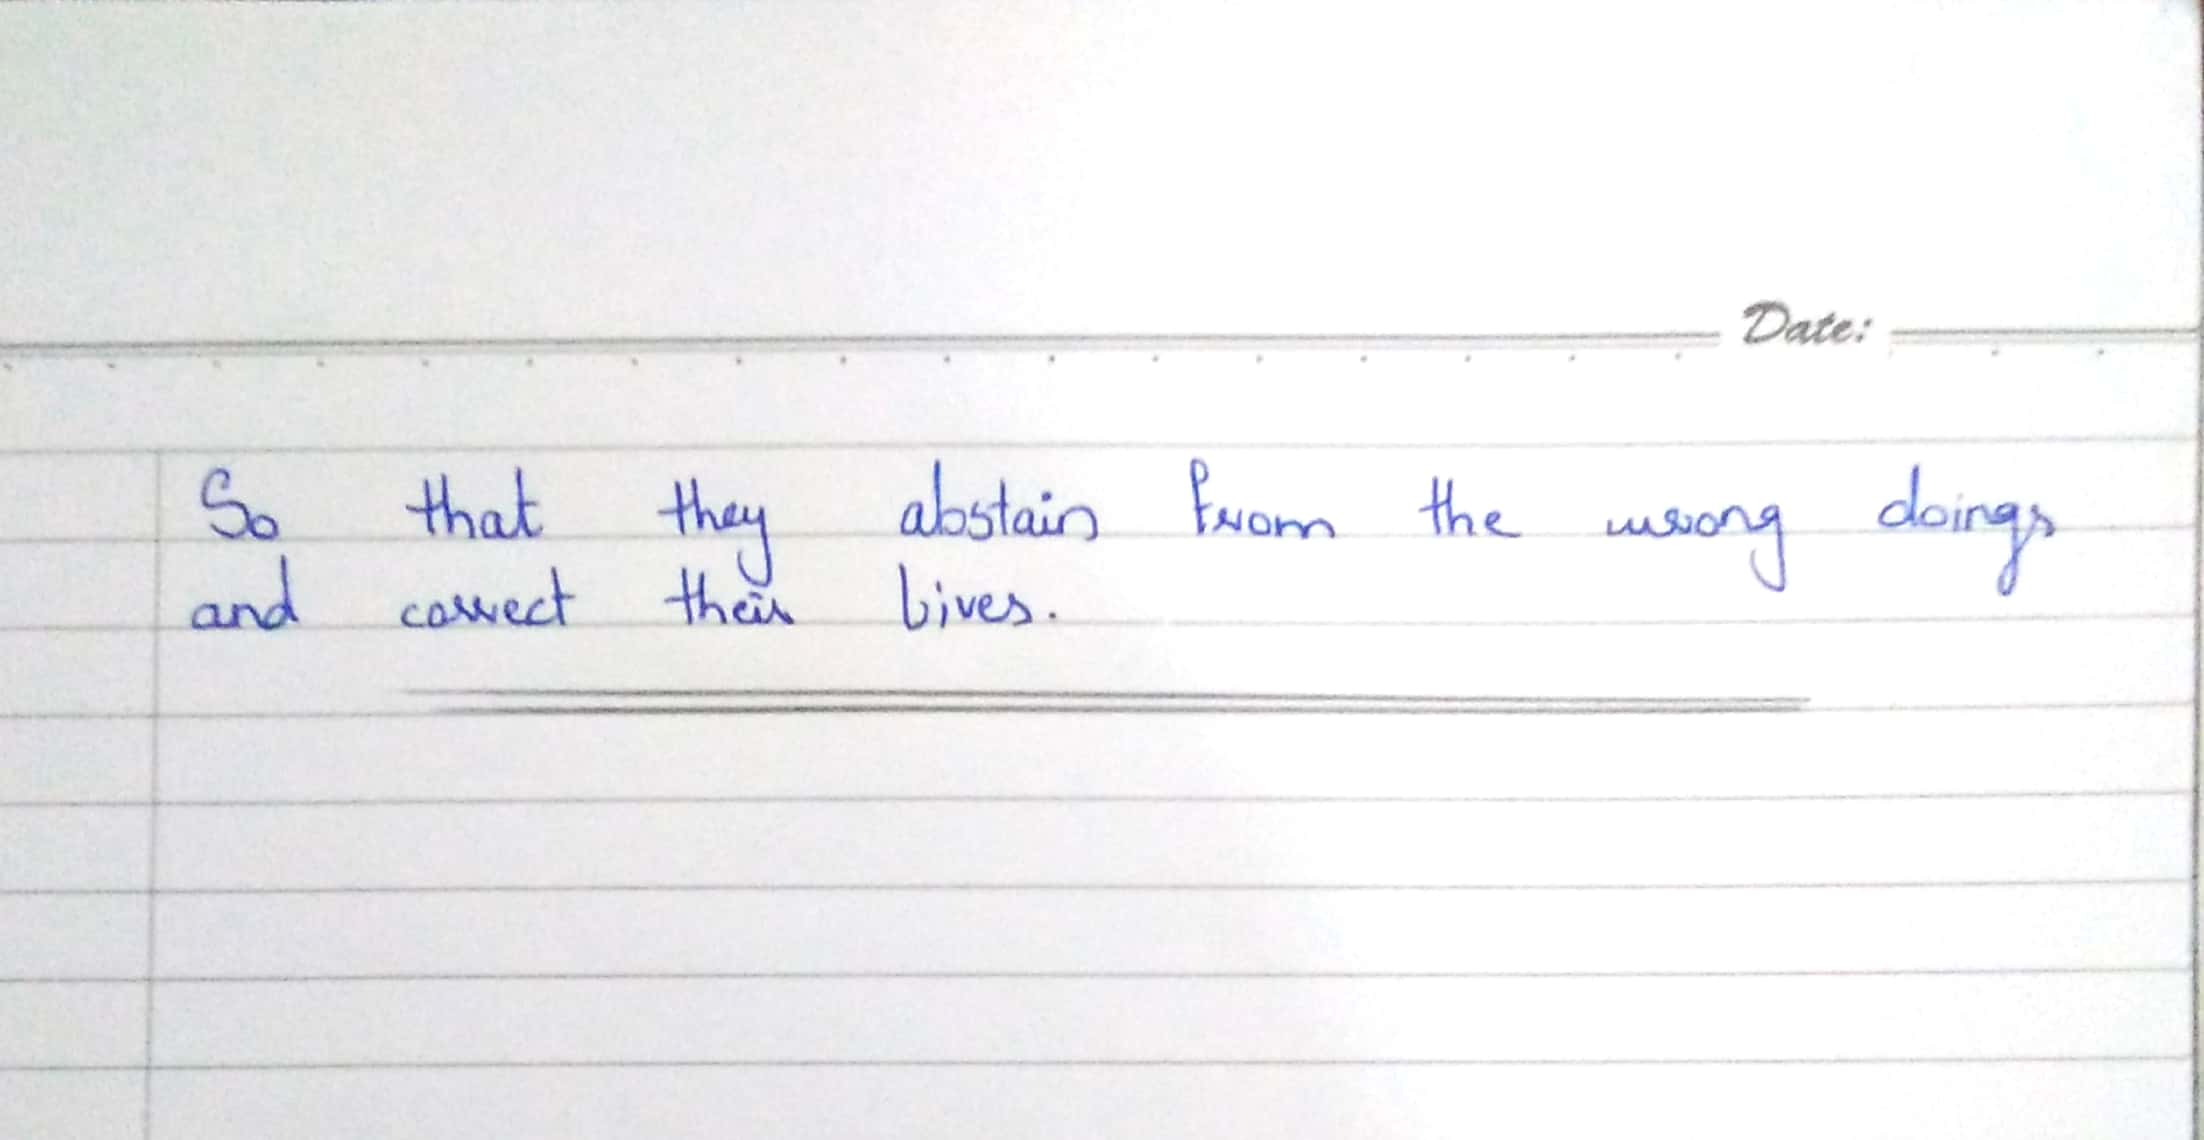 Date:
So that they abstain from the wrong doings
and correct their lives.